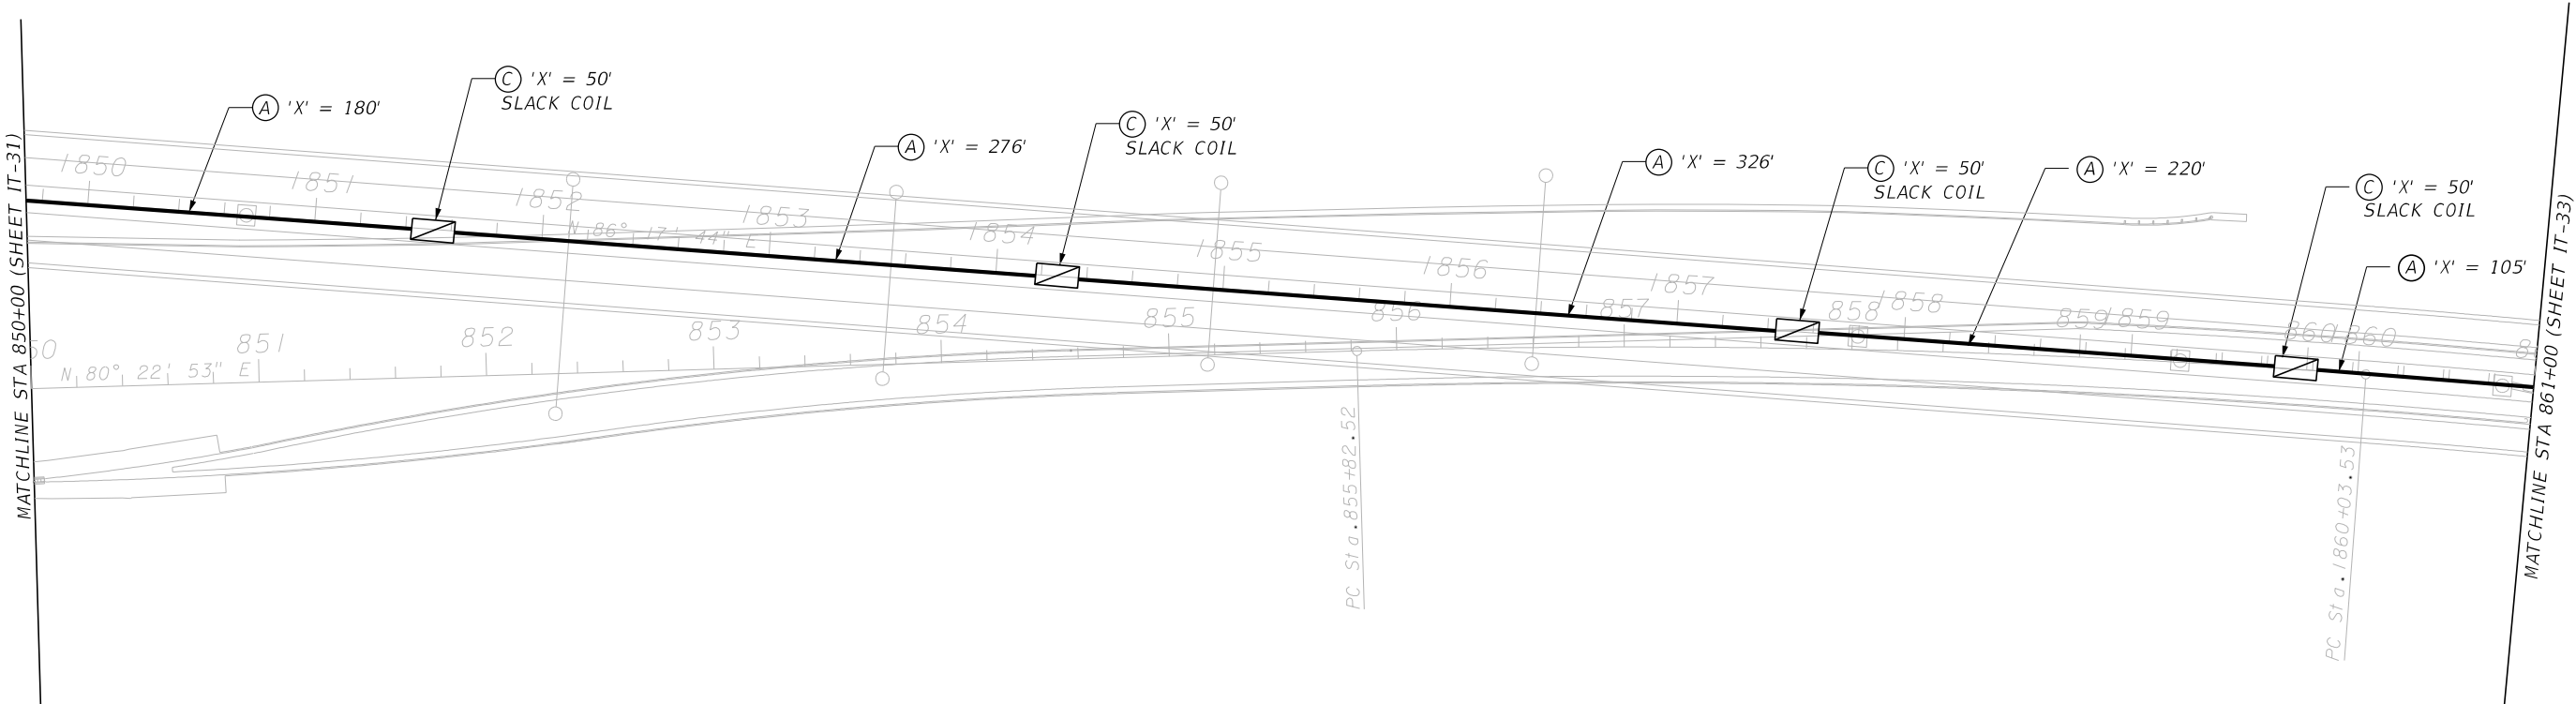 MATCHLINE STA 850+00 (SHEET IT-31)
(A) 'X' = 180'
(C) 'X' = 50'
SLACK COIL
(A) 'X' = 276'
(C) 'X' = 50'
SLACK COIL
(A) 'X' = 326'
(C) 'X' = 50'
SLACK COIL
(A) 'X' = 220'
(C) 'X' = 50'
SLACK COIL
(A) 'X' = 105'
1850
1851
1852
1853
1854
1855
1856
1857
1858
1859
1860
N 86° 17' 44" E
50
851
852
853
854
855
856
857
858
859
860
8
N 80° 22' 53" E
PC Sta.855+82.52
PC Sta.1860+03.53
MATCHLINE STA 861+00 (SHEET IT-33)